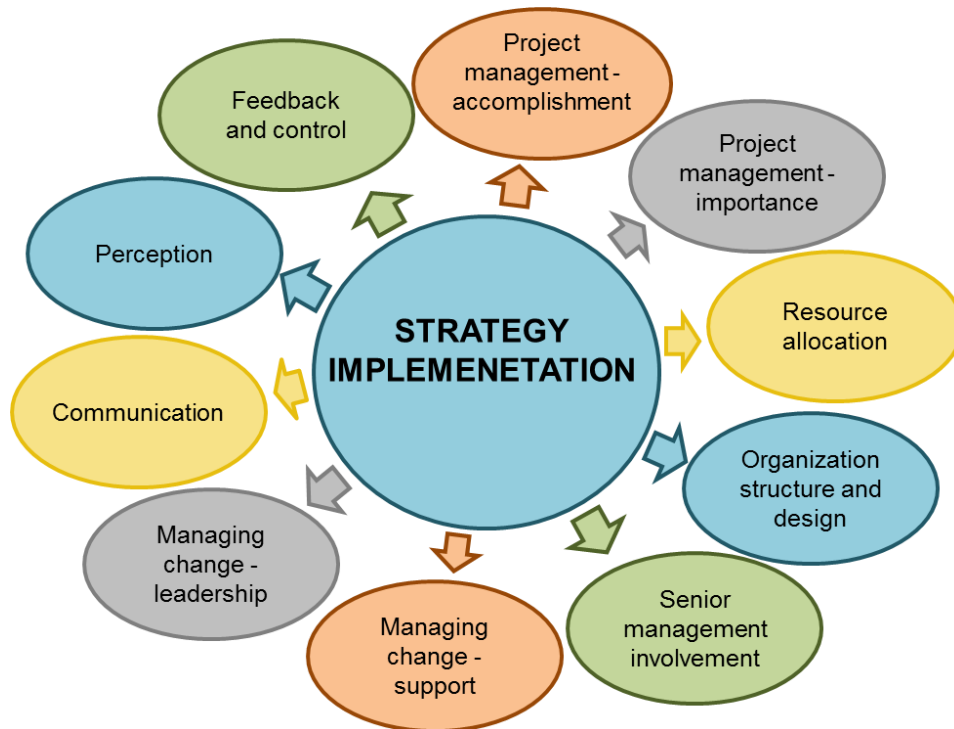 Project
management -
accomplishment
Project
management -
importance
Resource
allocation
Organization
structure and
design
Senior
management
involvement
Managing
change -
support
Managing
change -
leadership
Communication
Perception
Feedback
and control
STRATEGY
IMPLEMENETATION